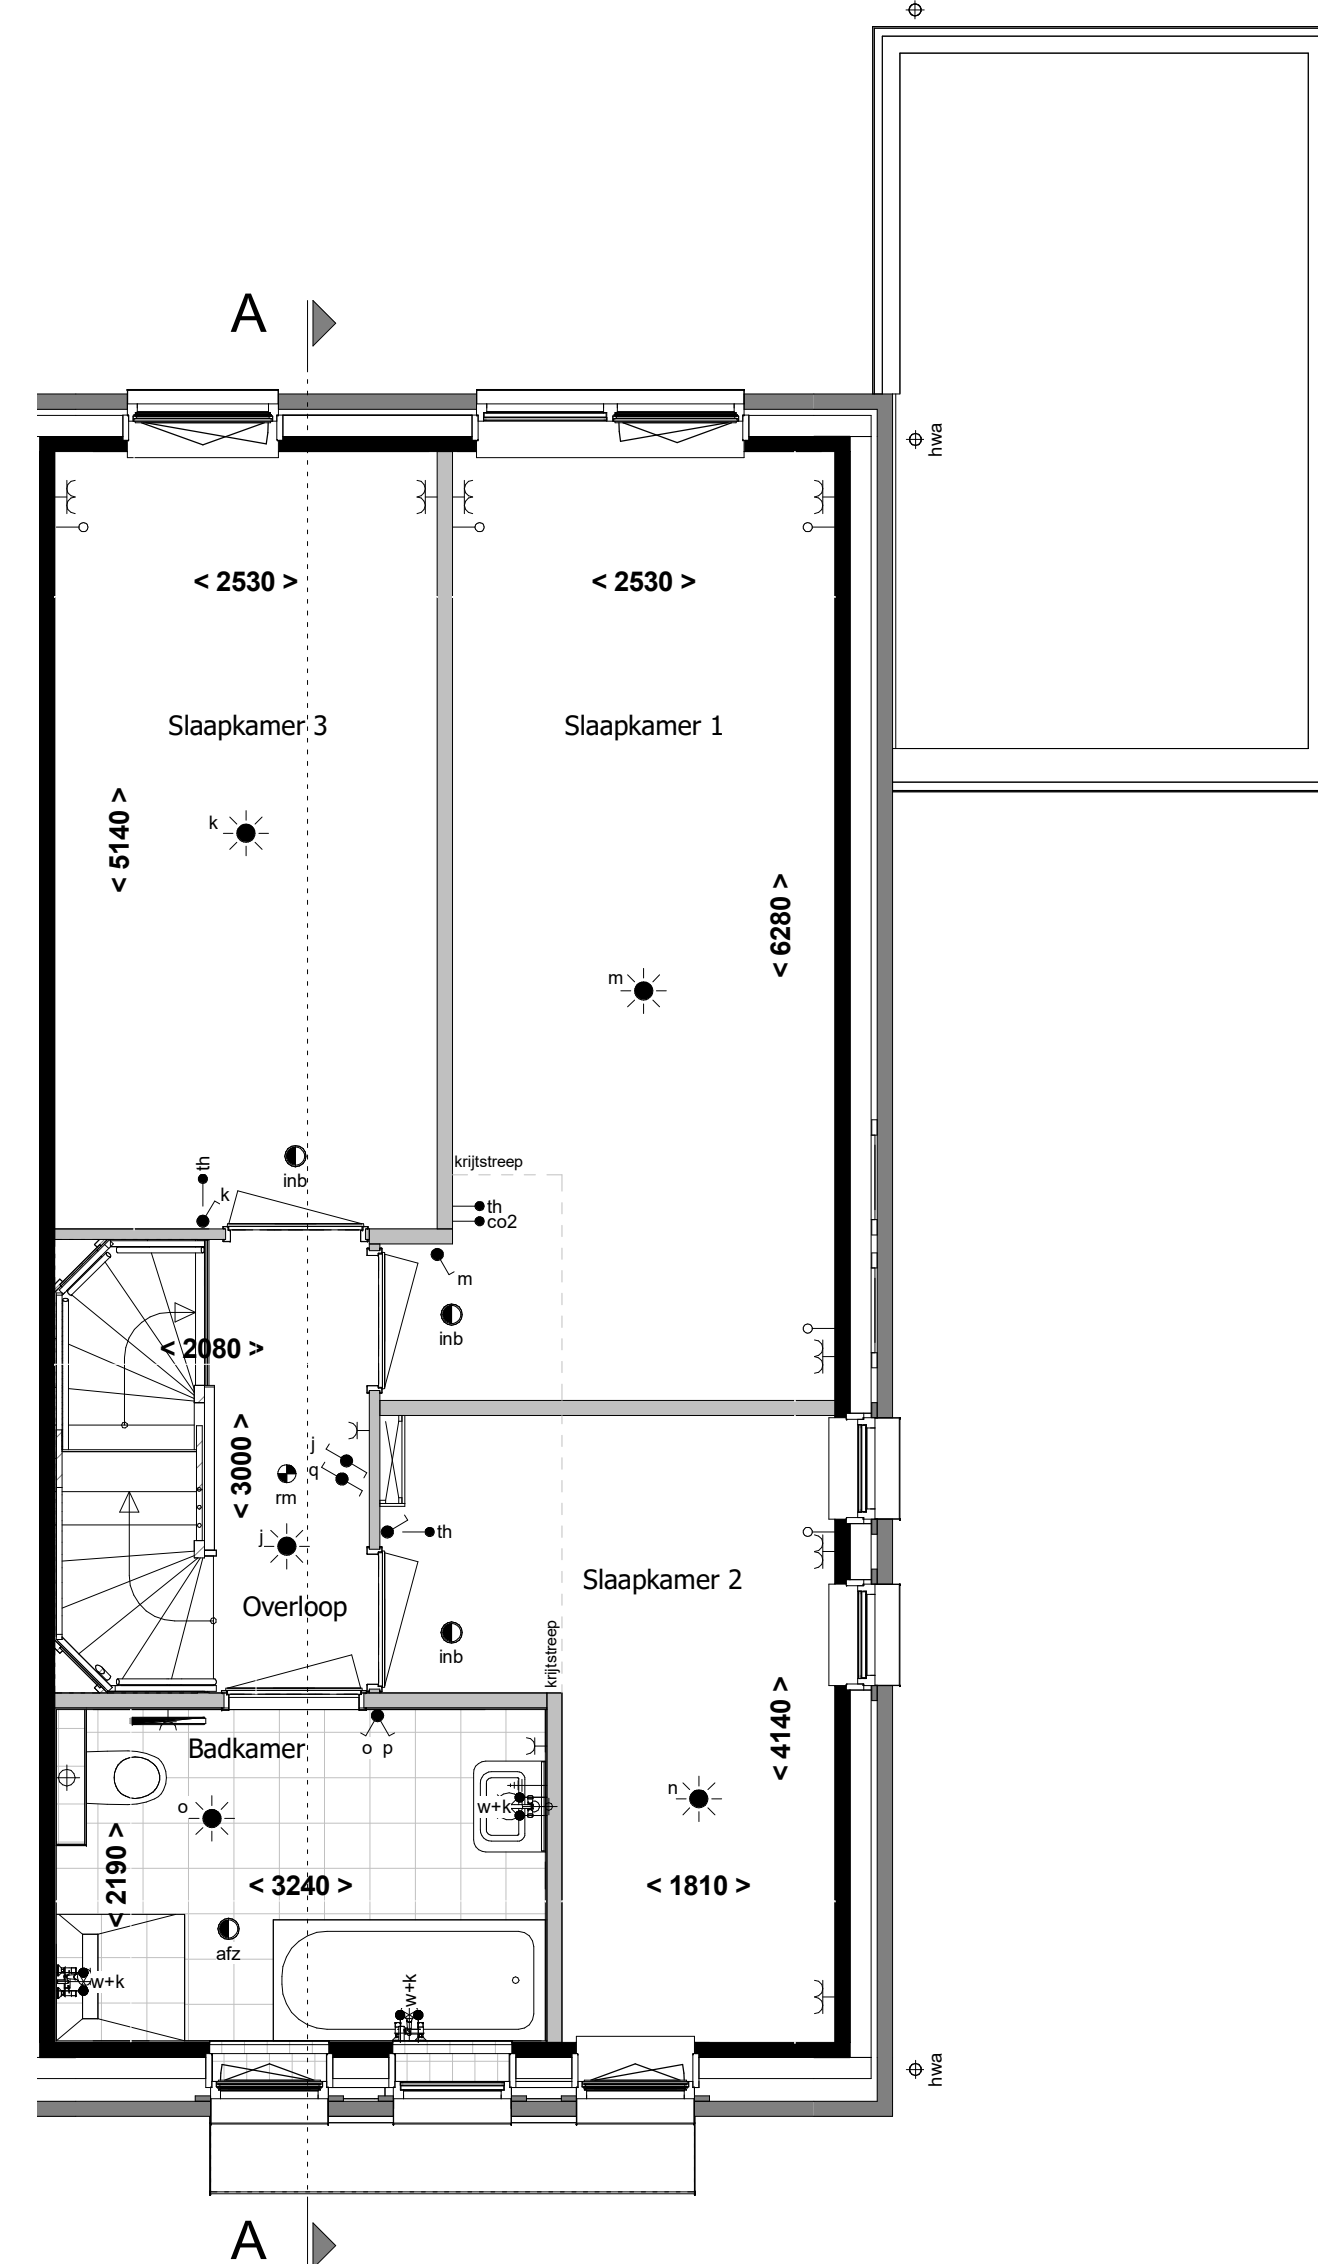 A
hwa
< 2530 >
< 2530 >
Slaapkamer 3
Slaapkamer 1
k
< 5140 >
< 6280 >
m
th
k
inb
krijtstreep
th
co2
m
inb
< 2080 >
< 3000 >
j
q
rm
j
th
Overloop
Slaapkamer 2
inb
krijtstreep
Badkamer
o p
o
w+k
n
< 4140 >
< 2190 >
< 3240 >
< 1810 >
afz
w+k
w+k
hwa
A